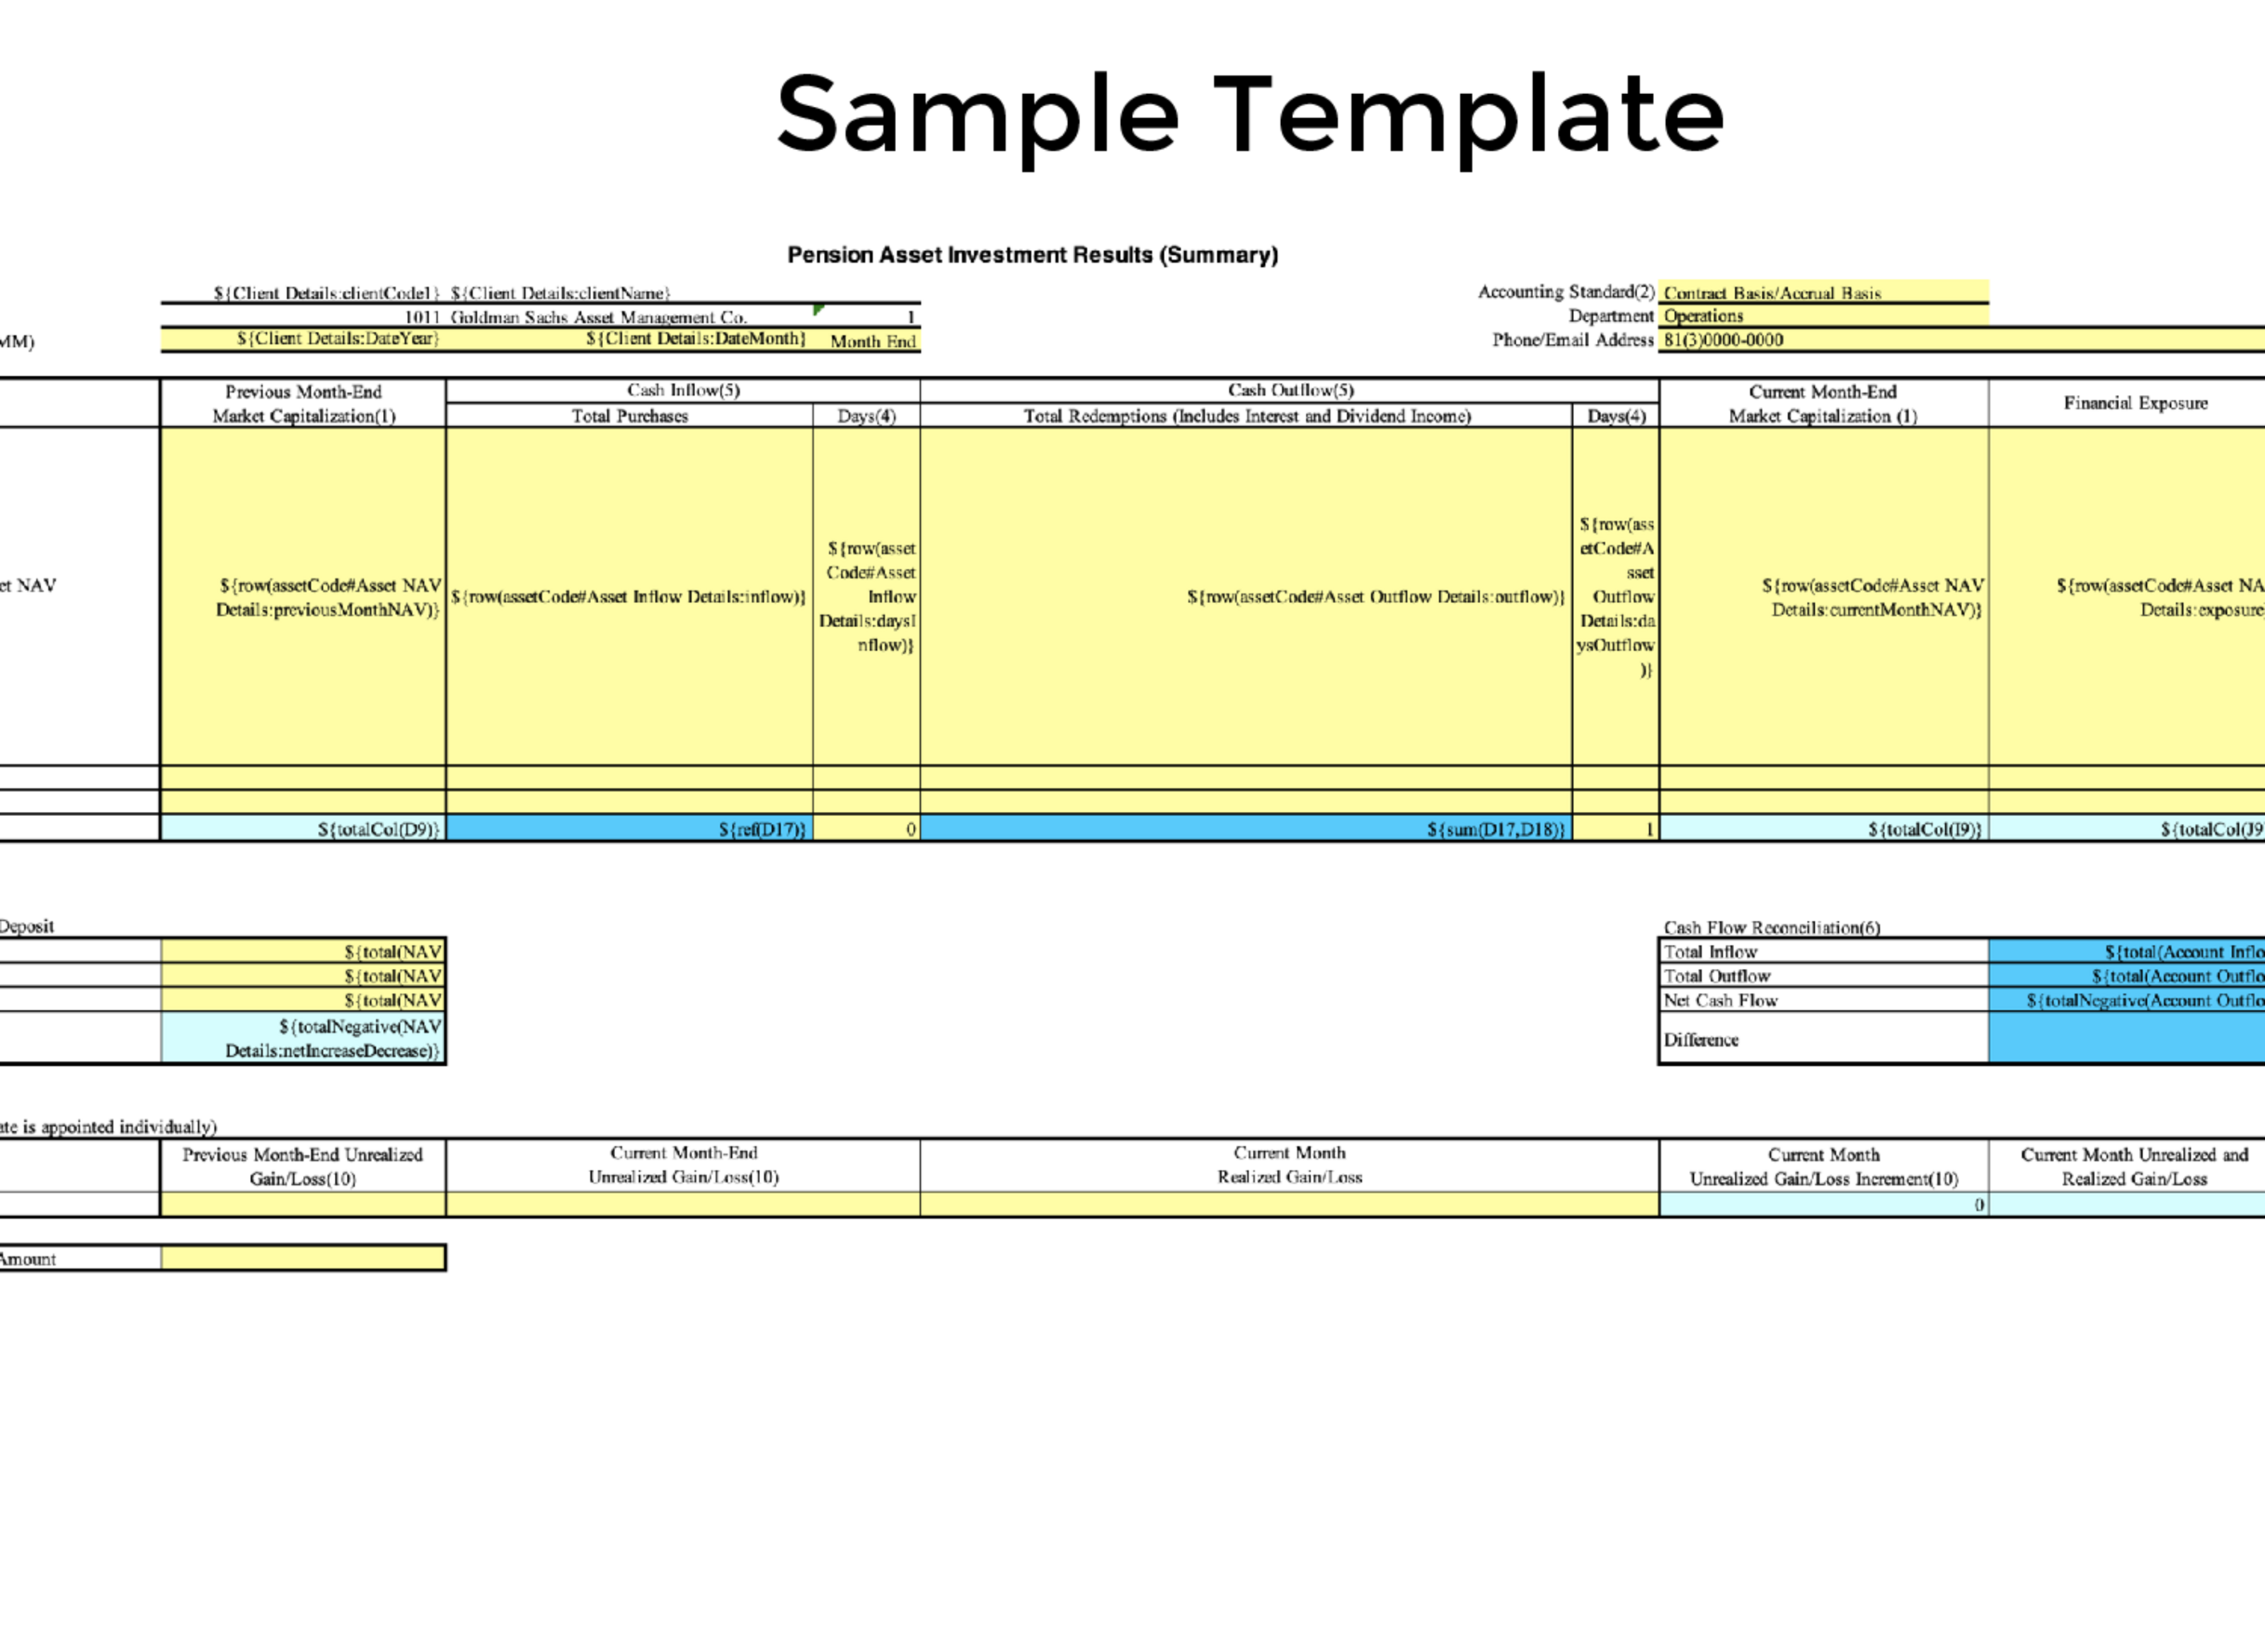 Sample Template
Pension Asset Investment Results (Summary)
${Client Details:clientCode1} ${Client Details:clientName} Accounting Standard(2) Contract Basis/Accrual Basis
1011 Goldman Sachs Asset Management Co. 1 Department Operations
MM) ${Client Details:DateYear} ${Client Details:DateMonth} Month End Phone/Email Address 81(3)0000-0000
Previous Month-End
Market Capitalization(1)
Cash Inflow(5)
Total Purchases Days(4)
Cash Outflow(5)
Total Redemptions (Includes Interest and Dividend Income) Days(4)
Current Month-End
Market Capitalization (1)
Financial Exposure
et NAV
${row(assetCode#Asset NAV
Details:previousMonthNAV)}
${row(assetCode#Asset Inflow Details:inflow)}
${row(asset
Code#Asset
Inflow
Details:daysI
nflow)}
${row(assetCode#Asset Outflow Details:outflow)}
${row(ass
etCode#A
sset
Outflow
Details:da
ysOutflow
)}
${row(assetCode#Asset NAV
Details:currentMonthNAV)}
${row(assetCode#Asset NA
Details:exposure
${totalCol(D9)} ${ref(D17)} 0 ${sum(D17,D18)} 1 ${totalCol(I9)} ${totalCol(J9
Deposit
${total(NAV
${total(NAV
${total(NAV
${totalNegative(NAV
Details:netIncreaseDecrease)}
Cash Flow Reconciliation(6)
Total Inflow ${total(Account Inflo
Total Outflow ${total(Account Outflo
Net Cash Flow ${totalNegative(Account Outflo
Difference
ate is appointed individually)
Previous Month-End Unrealized
Gain/Loss(10)
Current Month-End
Unrealized Gain/Loss(10)
Current Month
Realized Gain/Loss
Current Month
Unrealized Gain/Loss Increment(10)
Current Month Unrealized and
Realized Gain/Loss
0
Amount